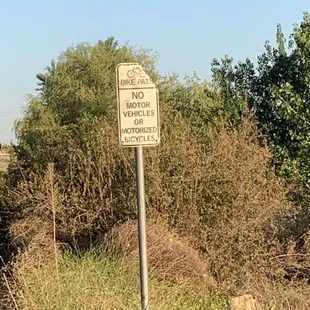 BIKE PATH
NO
MOTOR
VEHICLES
OR
MOTORIZED
BICYCLES